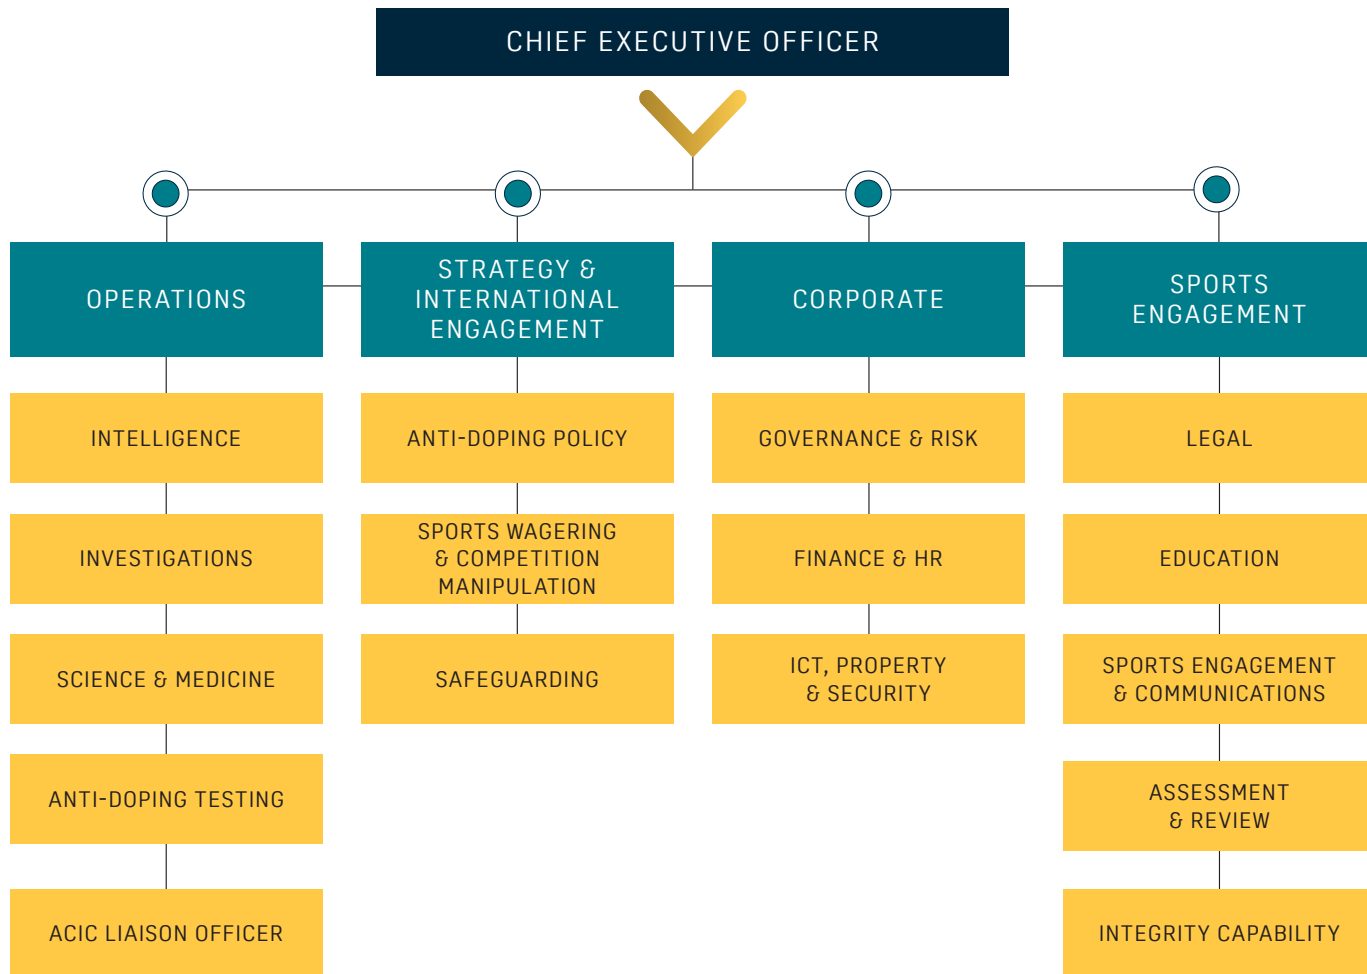 CHIEF EXECUTIVE OFFICER
OPERATIONS
INTELLIGENCE
INVESTIGATIONS
SCIENCE & MEDICINE
ANTI-DOPING TESTING
ACIC LIAISON OFFICER
STRATEGY &
INTERNATIONAL
ENGAGEMENT
ANTI-DOPING POLICY
SPORTS WAGERING
& COMPETITION
MANIPULATION
SAFEGUARDING
CORPORATE
GOVERNANCE & RISK
FINANCE & HR
ICT, PROPERTY
& SECURITY
SPORTS
ENGAGEMENT
LEGAL
EDUCATION
SPORTS ENGAGEMENT
& COMMUNICATIONS
ASSESSMENT
& REVIEW
INTEGRITY CAPABILITY